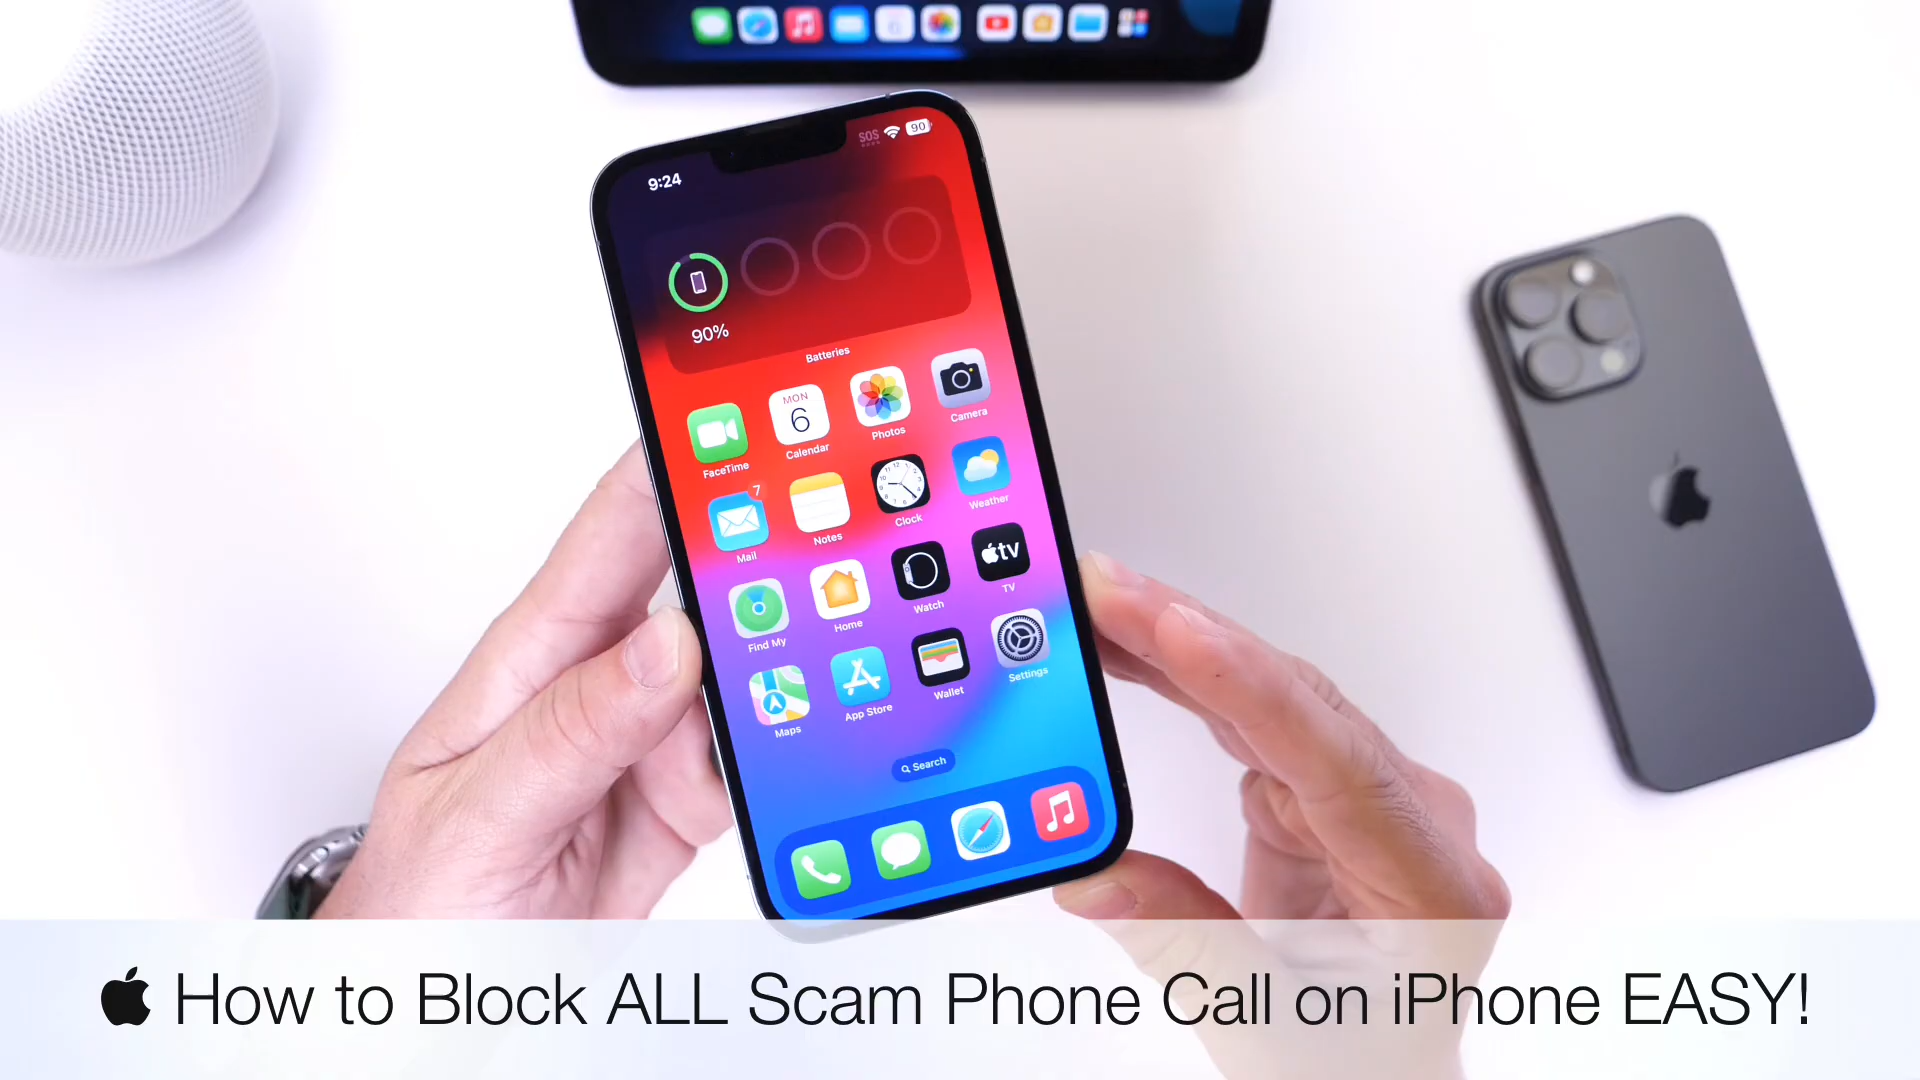 SOS 90
9:24
90%
Batteries
FaceTime
MON
6
Calendar
Photos
Camera
7
Mail
Notes
Clock
Weather
Find My
Home
Watch
tv
TV
Maps
App Store
Wallet
Settings
Search
How to Block ALL Scam Phone Call on iPhone EASY!